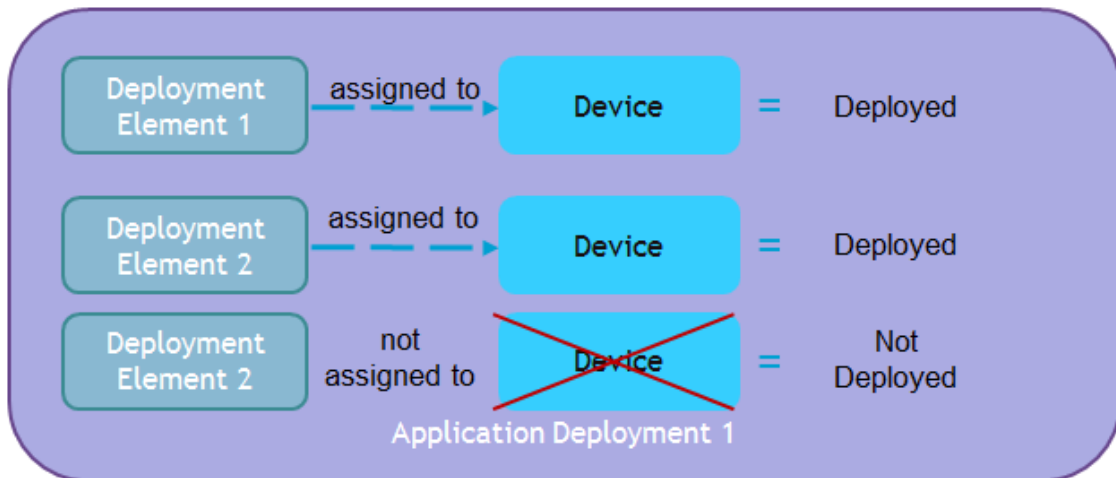 Deployment
Element 1
assigned to
Device
=
Deployed
Deployment
Element 2
assigned to
Device
=
Deployed
Deployment
Element 2
not
assigned to
Device
=
Not
Deployed
Application Deployment 1